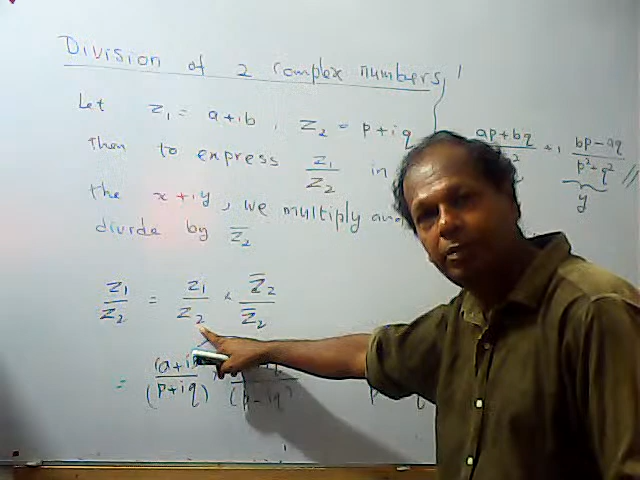 Division of 2 complex numbers
Let z₁ = a+ib , z₂ = p+iq
Then to express z₁/z₂ in
the x+iy, we multiply and
divide by z̅₂
z₁/z₂ = z₁/z₂ × z̅₂/z̅₂
= (a+ib /(p+iq) /(p-iq)
ap+bq + i bp-aq/p²+q² //
y